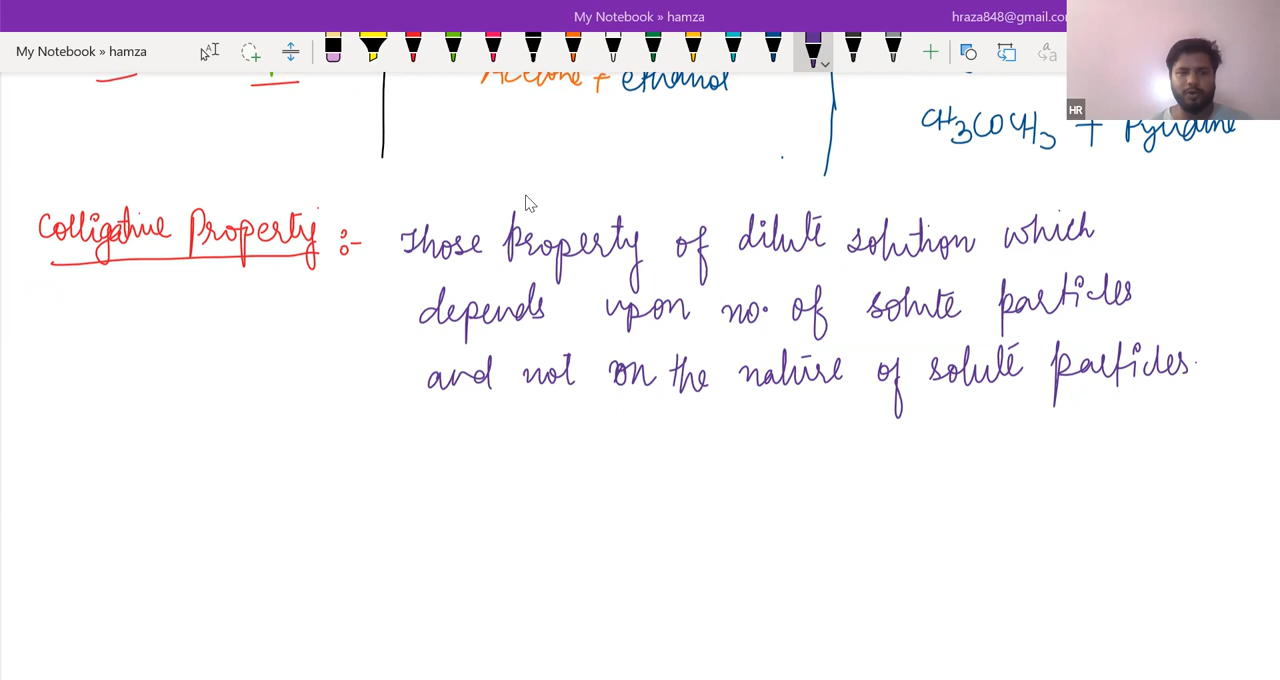 My Notebook » hamza
hraza848@gmail.co
My Notebook » hamza
HR
Acetone + ethanol
CH3COCH3 + Pyridine
Colligative Property :- Those property of dilute solution which
depends upon no. of solute particles
and not on the nature of solute particles.